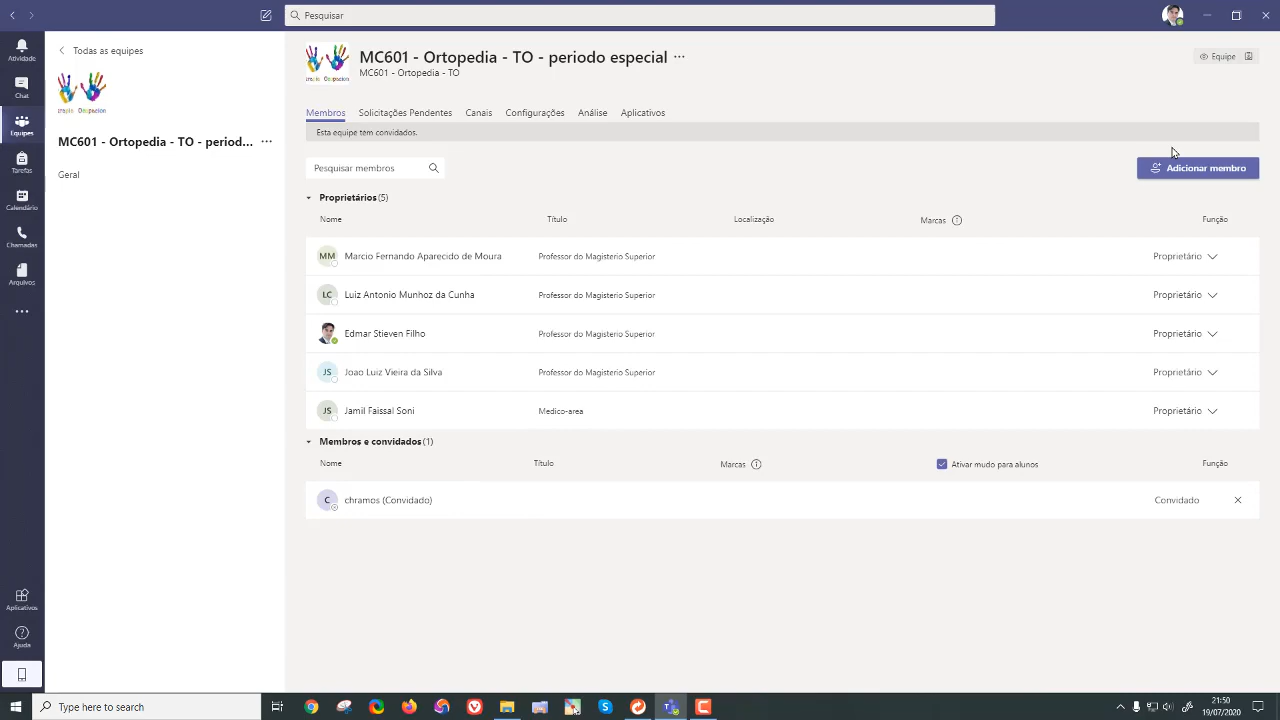 Pesquisar
Atividade
Chat
Equipes
Tarefas
Calendário
Chamadas
Arquivos
Aplicativos
Ajuda
Todas as equipes
MC601 - Ortopedia - TO - period...
Geral
MC601 - Ortopedia - TO - periodo especial
MC601 - Ortopedia - TO
Equipe
Membros Solicitações Pendentes Canais Configurações Análise Aplicativos
Esta equipe tem convidados.
Pesquisar membros
Adicionar membro
Proprietários (5)
Nome Título Localização Marcas Função
MM Marcio Fernando Aparecido de Moura Professor do Magisterio Superior Proprietário
LC Luiz Antonio Munhoz da Cunha Professor do Magisterio Superior Proprietário
Edmar Stieven Filho Professor do Magisterio Superior Proprietário
JS Joao Luiz Vieira da Silva Professor do Magisterio Superior Proprietário
JS Jamil Faissal Soni Medico-area Proprietário
Membros e convidados (1)
Nome Título Marcas Ativar mudo para alunos Função
C chramos (Convidado) Convidado
Type here to search
21:50
19/07/2020